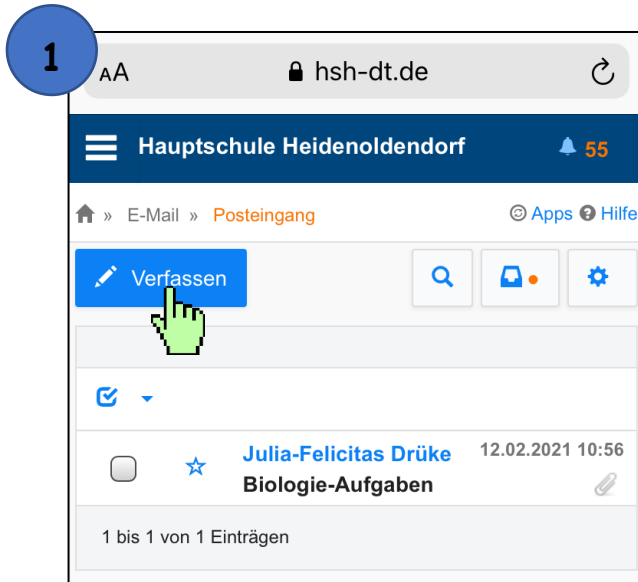 1
AA hsh-dt.de
Hauptschule Heidenoldendorf 55
» E-Mail » Posteingang Apps Hilfe
Verfassen
Julia-Felicitas Drüke 12.02.2021 10:56
Biologie-Aufgaben
1 bis 1 von 1 Einträgen